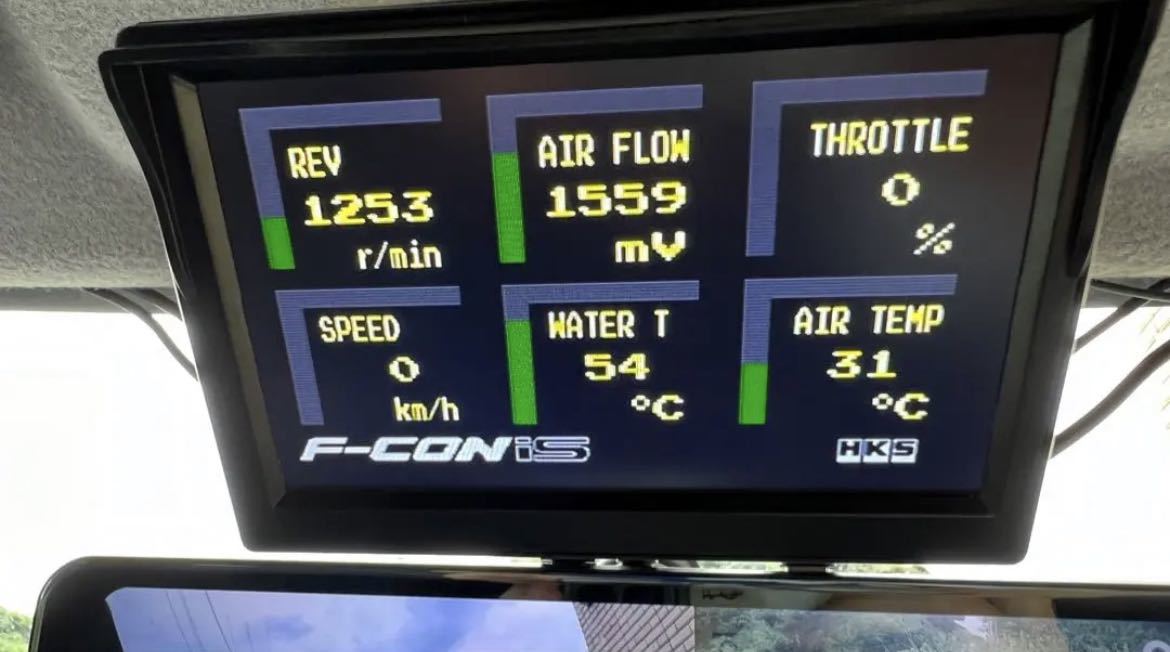 REV
1253
r/min
AIR FLOW
1559
mV
THROTTLE
0
%
SPEED
0
km/h
WATER T
54
°C
AIR TEMP
31
°C
F-CON iS
HKS